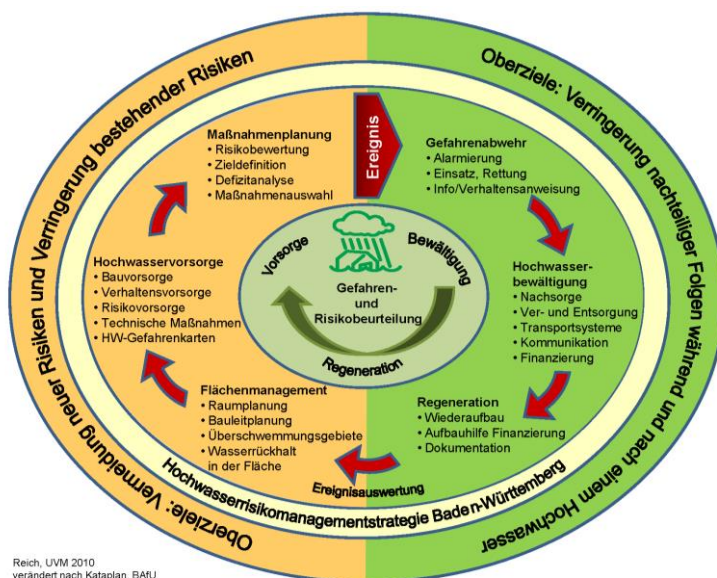 Oberziele: Vermeidung neuer Risiken und Verringerung bestehender Risiken
Oberziele: Verringerung nachteiliger Folgen während und nach einem Hochwasser
Hochwasserrisikomanagementstrategie Baden-Württemberg
Ereignis
Gefahrenabwehr
• Alarmierung
• Einsatz, Rettung
• Info/Verhaltensanweisung
Hochwasser-
bewältigung
• Nachsorge
• Ver- und Entsorgung
• Transportsysteme
• Kommunikation
• Finanzierung
Regeneration
• Wiederaufbau
• Aufbauhilfe Finanzierung
• Dokumentation
Ereignisauswertung
Flächenmanagement
• Raumplanung
• Bauleitplanung
• Überschwemmungsgebiete
• Wasserrückhalt
in der Fläche
Hochwasservorsorge
• Bauvorsorge
• Verhaltensvorsorge
• Risikovorsorge
• Technische Maßnahmen
• HW-Gefahrenkarten
Maßnahmenplanung
• Risikobewertung
• Zieldefinition
• Defizitanalyse
• Maßnahmenauswahl
Vorsorge
Bewältigung
Gefahren-
und
Risikobeurteilung
Regeneration
Reich, UVM 2010
verändert nach Kataplan, BAfU